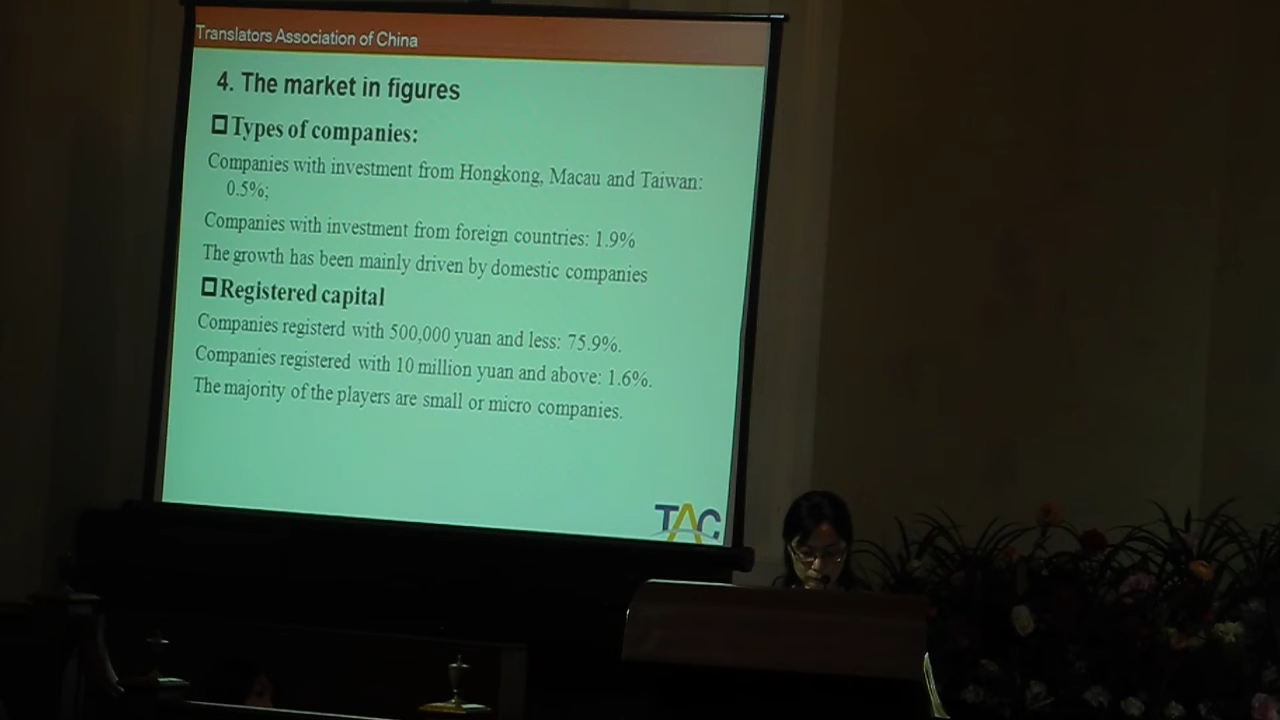 Translators Association of China
4. The market in figures
Types of companies:
Companies with investment from Hongkong, Macau and Taiwan:
0.5%;
Companies with investment from foreign countries: 1.9%
The growth has been mainly driven by domestic companies
Registered capital
Companies registerd with 500,000 yuan and less: 75.9%.
Companies registered with 10 million yuan and above: 1.6%.
The majority of the players are small or micro companies.
TAC